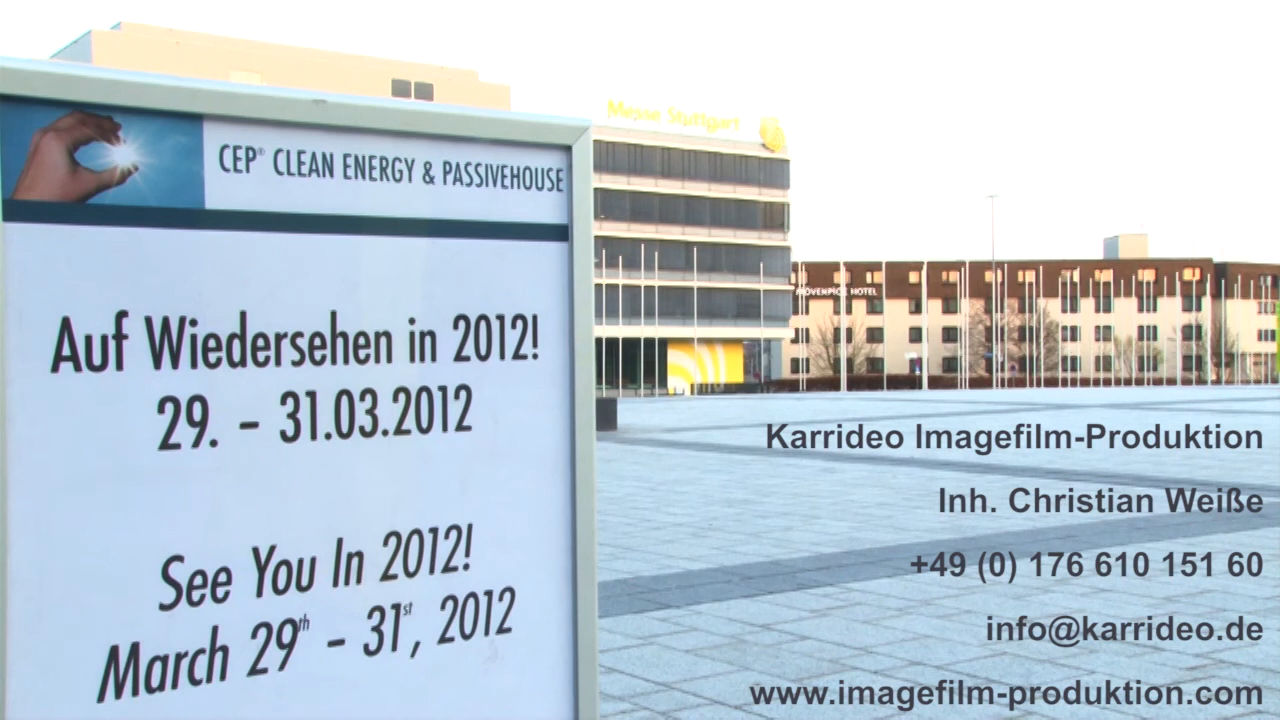 CEP® CLEAN ENERGY & PASSIVEHOUSE
Auf Wiedersehen in 2012!
29. - 31.03.2012
See You In 2012!
March 29th - 31st, 2012
Messe Stuttgart
MÖVENPICK HOTEL
Karrideo Imagefilm-Produktion
Inh. Christian Weiße
+49 (0) 176 610 151 60
info@karrideo.de
www.imagefilm-produktion.com